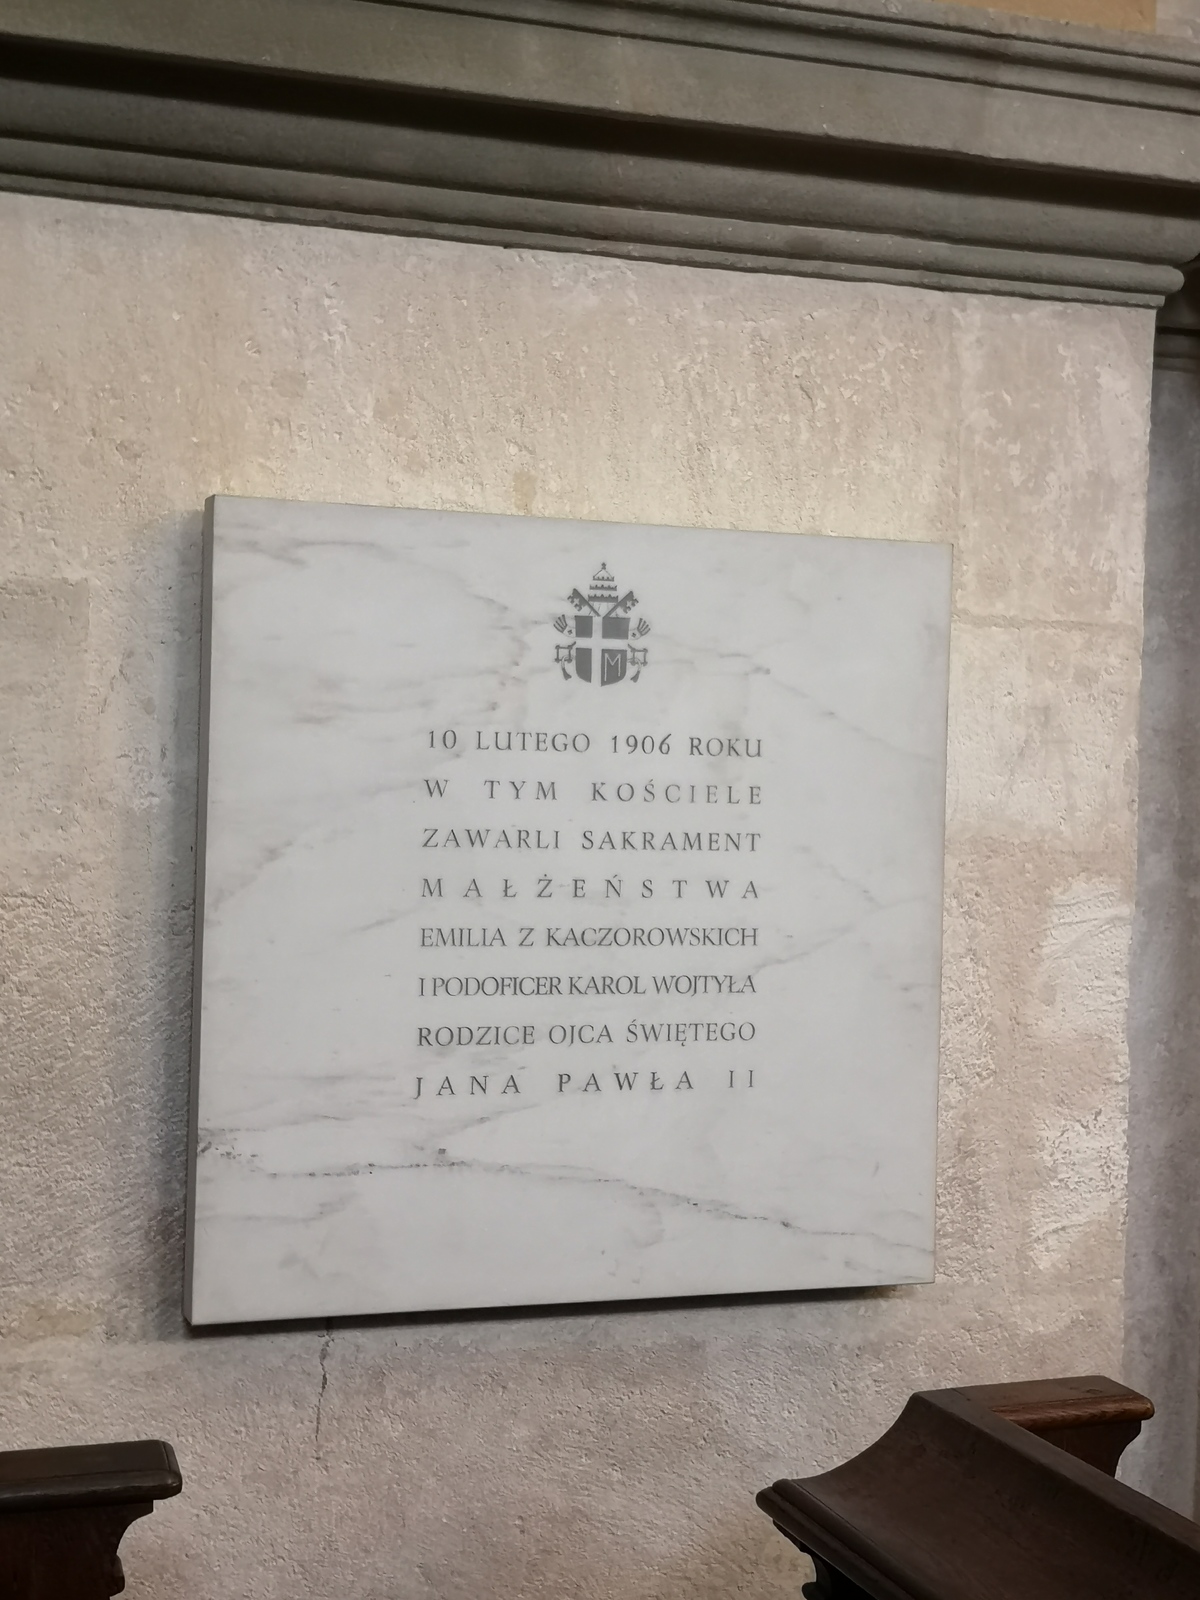 10 LUTEGO 1906 ROKU
W TYM KOŚCIELE
ZAWARLI SAKRAMENT
MAŁŻEŃSTWA
EMILIA Z KACZOROWSKICH
I PODOFICER KAROL WOJTYŁA
RODZICE OJCA ŚWIĘTEGO
JANA PAWŁA II